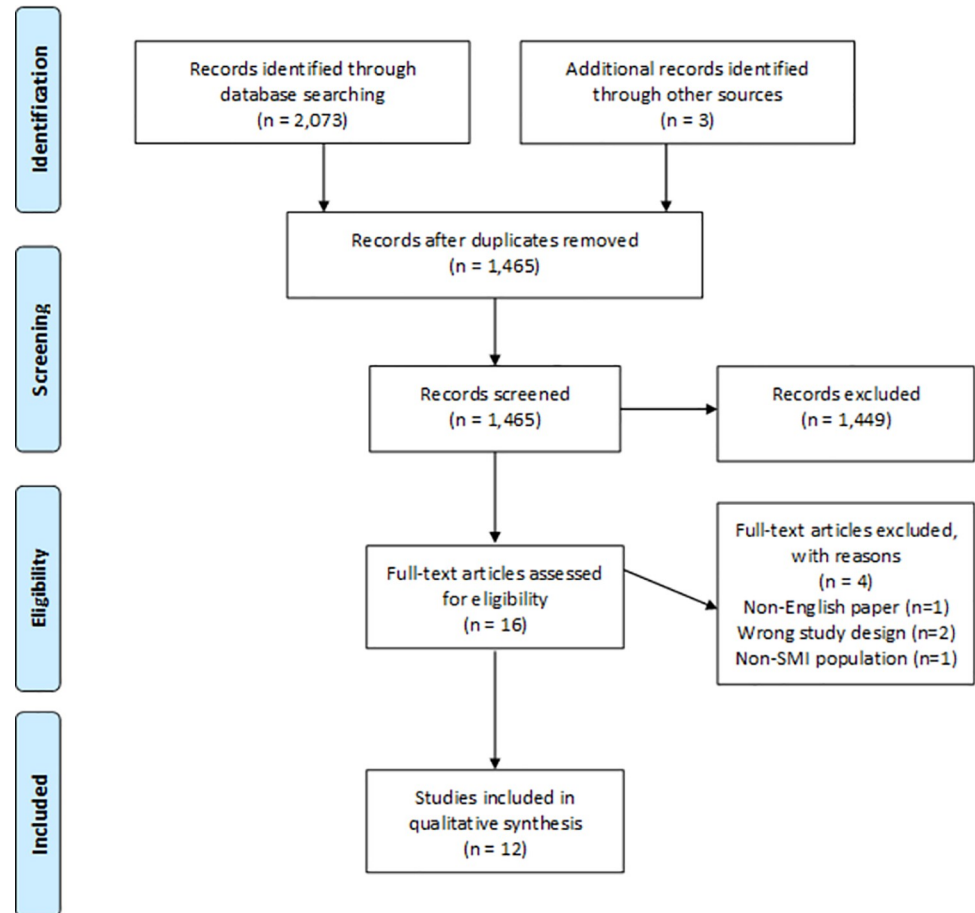 Identification
Records identified through
database searching
(n = 2,073)
Additional records identified
through other sources
(n = 3)
Records after duplicates removed
(n = 1,465)
Screening
Records screened
(n = 1,465)
Records excluded
(n = 1,449)
Eligibility
Full-text articles assessed
for eligibility
(n = 16)
Full-text articles excluded,
with reasons
(n = 4)
Non-English paper (n=1)
Wrong study design (n=2)
Non-SMI population (n=1)
Included
Studies included in
qualitative synthesis
(n = 12)